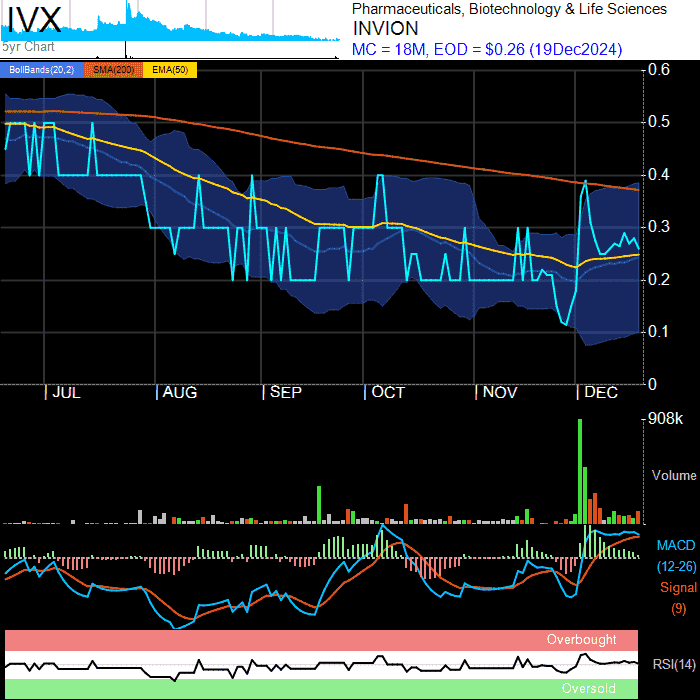 IVX
5yr Chart
Pharmaceuticals, Biotechnology & Life Sciences
INVION
MC = 18M, EOD = $0.26 (19Dec2024)
BollBands(20,2) SMA(200) EMA(50)
0.6
0.5
0.4
0.3
0.2
0.1
0
JUL AUG SEP OCT NOV DEC
908k
Volume
MACD
(12-26)
Signal
(9)
Overbought
RSI(14)
Oversold